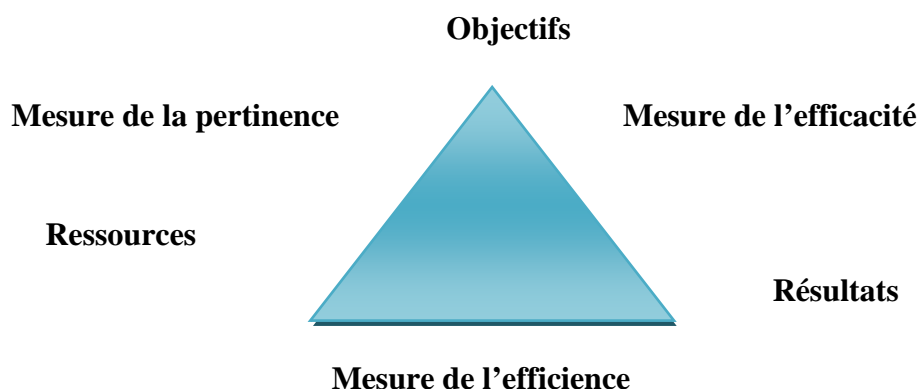 Objectifs
Mesure de la pertinence
Mesure de l’efficacité
Ressources
Résultats
Mesure de l’efficience